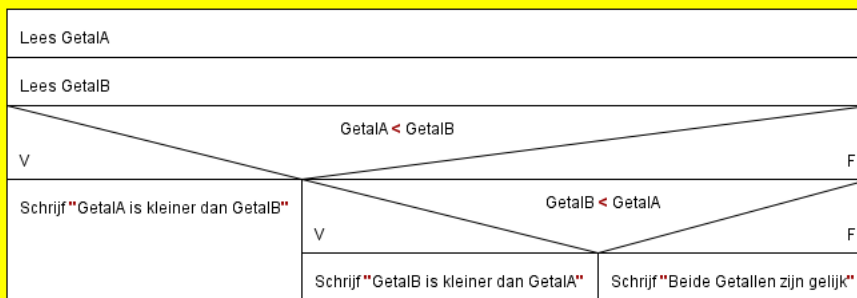 Lees GetalA
Lees GetalB
GetalA < GetalB
V
F
Schrijf "GetalA is kleiner dan GetalB"
GetalB < GetalA
V
F
Schrijf "GetalB is kleiner dan GetalA"
Schrijf "Beide Getallen zijn gelijk"